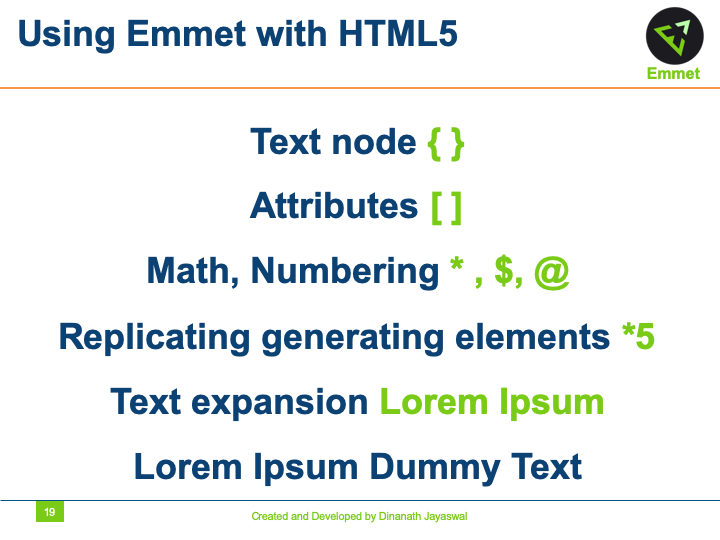 Using Emmet with HTML5
Emmet
Text node { }
Attributes [ ]
Math, Numbering * , $, @
Replicating generating elements *5
Text expansion Lorem Ipsum
Lorem Ipsum Dummy Text
19
Created and Developed by Dinanath Jayaswal